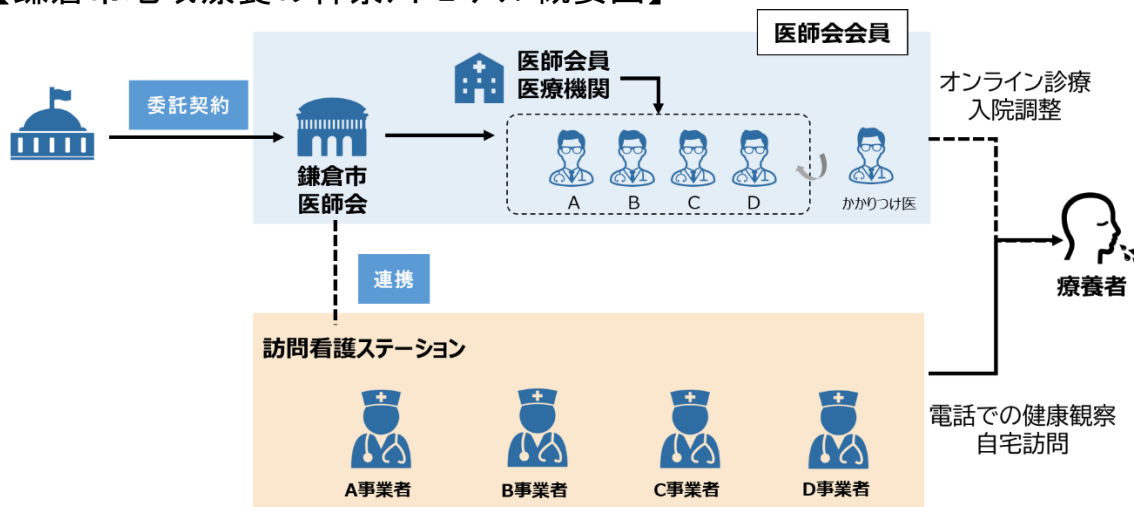 医師会会員
医師会員
医療機関
委託契約
鎌倉市
医師会
A
B
C
D
かかりつけ医
オンライン診療
入院調整
連携
療養者
訪問看護ステーション
A事業者
B事業者
C事業者
D事業者
電話での健康観察
自宅訪問